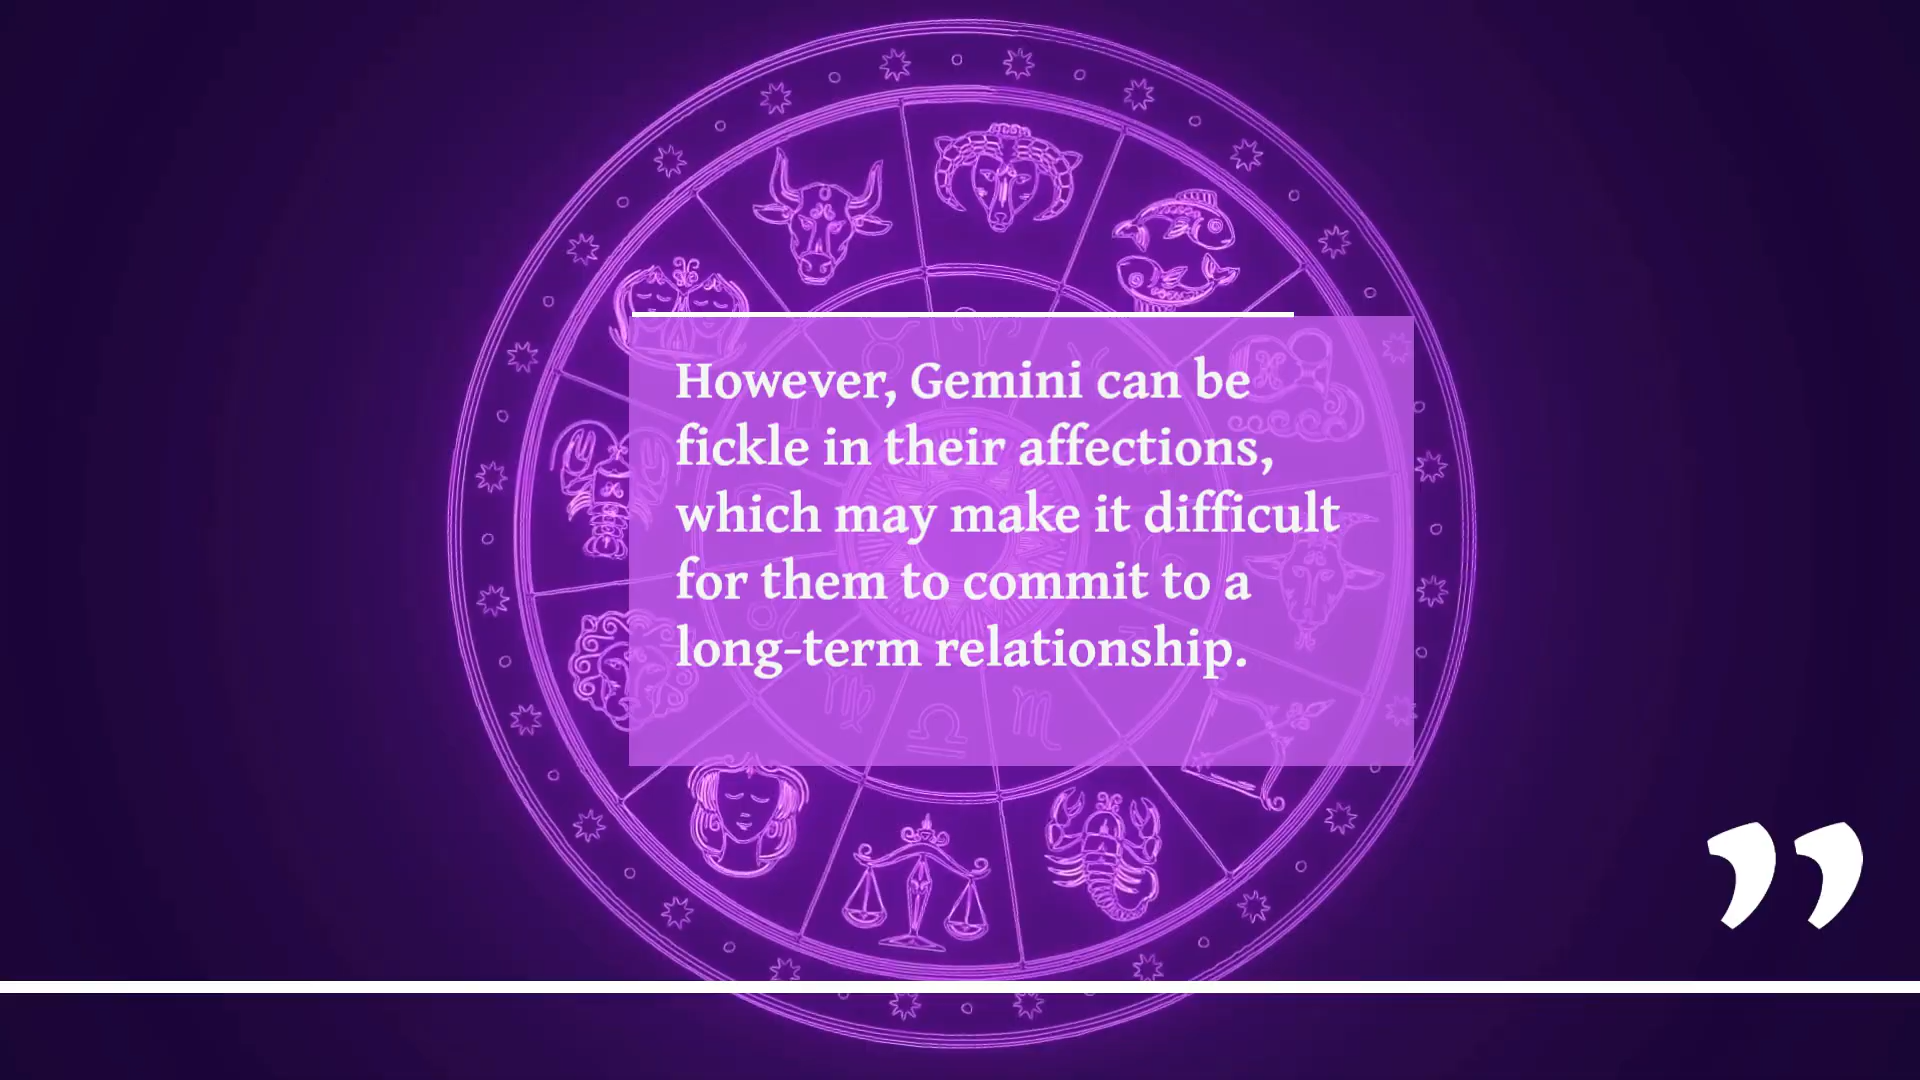 However, Gemini can be
fickle in their affections,
which may make it difficult
for them to commit to a
long-term relationship.
”